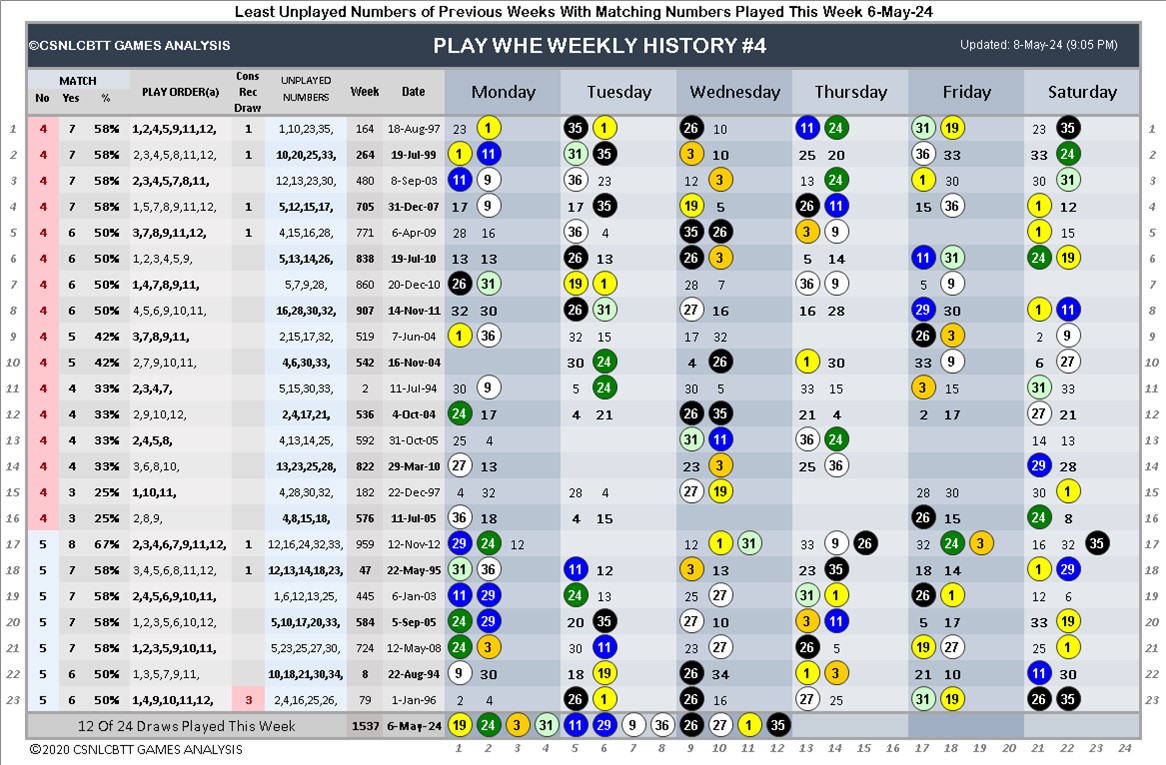 Least Unplayed Numbers of Previous Weeks With Matching Numbers Played This Week 6-May-24
©CSNLCBTT GAMES ANALYSIS PLAY WHE WEEKLY HISTORY #4 Updated: 8-May-24 (9:05 PM)
MATCH Cons UNPLAYED
No Yes % PLAY ORDER(a) Rec Draw NUMBERS Week Date Monday Tuesday Wednesday Thursday Friday Saturday
1 4 7 58% 1,2,4,5,9,11,12, 1 1,10,23,35, 164 18-Aug-97 23 1 35 1 26 10 11 24 31 19 23 35 1
2 4 7 58% 2,3,4,5,8,11,12, 1 10,20,25,33, 264 19-Jul-99 1 11 31 35 3 10 25 20 36 33 33 24 2
3 4 7 58% 2,3,4,5,7,8,11, 12,13,23,30, 480 8-Sep-03 11 9 36 23 12 3 13 24 1 30 30 31 3
4 4 7 58% 1,5,7,8,9,11,12, 1 5,12,15,17, 705 31-Dec-07 17 9 17 35 19 5 26 11 15 36 1 12 4
5 4 6 50% 3,7,8,9,11,12, 1 4,15,16,28, 771 6-Apr-09 28 16 36 4 35 26 3 9 1 15 5
6 4 6 50% 1,2,3,4,5,9, 5,13,14,26, 838 19-Jul-10 13 13 26 13 26 3 5 14 11 31 24 19 6
7 4 6 50% 1,4,7,8,9,11, 5,7,9,28, 860 20-Dec-10 26 31 19 1 28 7 36 9 5 9 7
8 4 6 50% 4,5,6,9,10,11, 16,28,30,32, 907 14-Nov-11 32 30 26 31 27 16 16 28 29 30 1 11 8
9 4 5 42% 3,7,8,9,11, 2,15,17,32, 519 7-Jun-04 1 36 32 15 17 32 26 3 2 9 9
10 4 5 42% 2,7,9,10,11, 4,6,30,33, 542 16-Nov-04 30 24 4 26 1 30 33 9 6 27 10
11 4 4 33% 2,3,4,7, 5,15,30,33, 2 11-Jul-94 30 9 5 24 30 5 33 15 3 15 31 33 11
12 4 4 33% 2,9,10,12, 2,4,17,21, 536 4-Oct-04 24 17 4 21 26 35 21 4 2 17 27 21 12
13 4 4 33% 2,4,5,8, 4,13,14,25, 592 31-Oct-05 25 4 31 11 36 24 14 13 13
14 4 4 33% 3,6,8,10, 13,23,25,28, 822 29-Mar-10 27 13 23 3 25 36 29 28 14
15 4 3 25% 1,10,11, 4,28,30,32, 182 22-Dec-97 4 32 28 4 27 19 28 30 30 1 15
16 4 3 25% 2,8,9, 4,8,15,18, 576 11-Jul-05 36 18 4 15 26 15 24 8 16
17 5 8 67% 2,3,4,6,7,9,11,12, 1 12,16,24,32,33, 959 12-Nov-12 29 24 12 12 1 31 33 9 26 32 24 3 16 32 35 17
18 5 7 58% 3,4,5,6,8,11,12, 1 12,13,14,18,23, 47 22-May-95 31 36 11 12 3 13 23 35 18 14 1 29 18
19 5 7 58% 2,4,5,6,9,10,11, 1,6,12,13,25, 445 6-Jan-03 11 29 24 13 25 27 31 1 26 1 12 6 19
20 5 7 58% 1,2,3,5,6,10,12, 5,10,17,20,33, 584 5-Sep-05 24 29 20 35 27 10 3 11 5 17 33 19 20
21 5 7 58% 1,2,3,5,9,10,11, 5,23,25,27,30, 724 12-May-08 24 3 30 11 23 27 26 5 19 27 25 1 21
22 5 6 50% 1,3,5,7,9,11, 10,18,21,30,34, 8 22-Aug-94 9 30 18 19 26 34 1 3 21 10 11 30 22
23 5 6 50% 1,4,9,10,11,12, 3 2,4,16,25,26, 79 1-Jan-96 2 4 26 1 26 16 27 25 31 19 26 35 23
12 Of 24 Draws Played This Week 1537 6-May-24 19 24 3 31 11 29 9 36 26 27 1 35
©2020 CSNLCBTT GAMES ANALYSIS 1 2 3 4 5 6 7 8 9 10 11 12 13 14 15 16 17 18 19 20 21 22 23 24